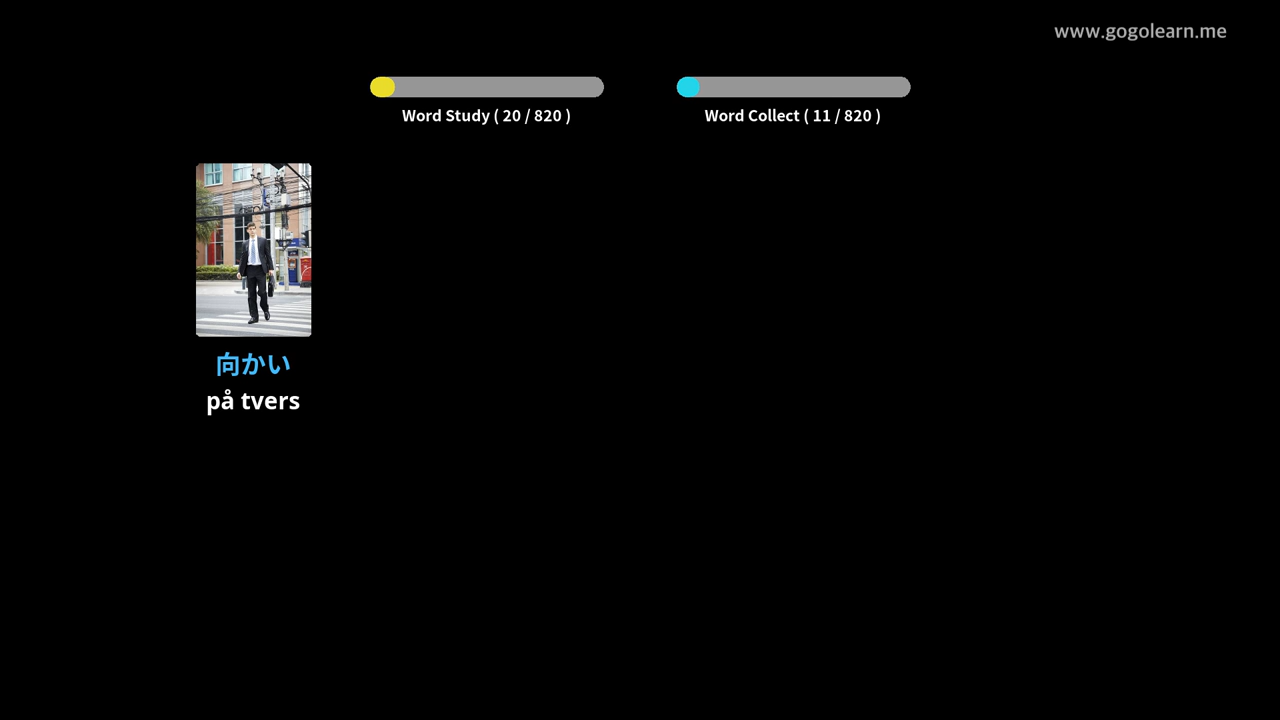 www.gogolearn.me
Word Study ( 20 / 820 )
Word Collect ( 11 / 820 )
向かい
på tvers